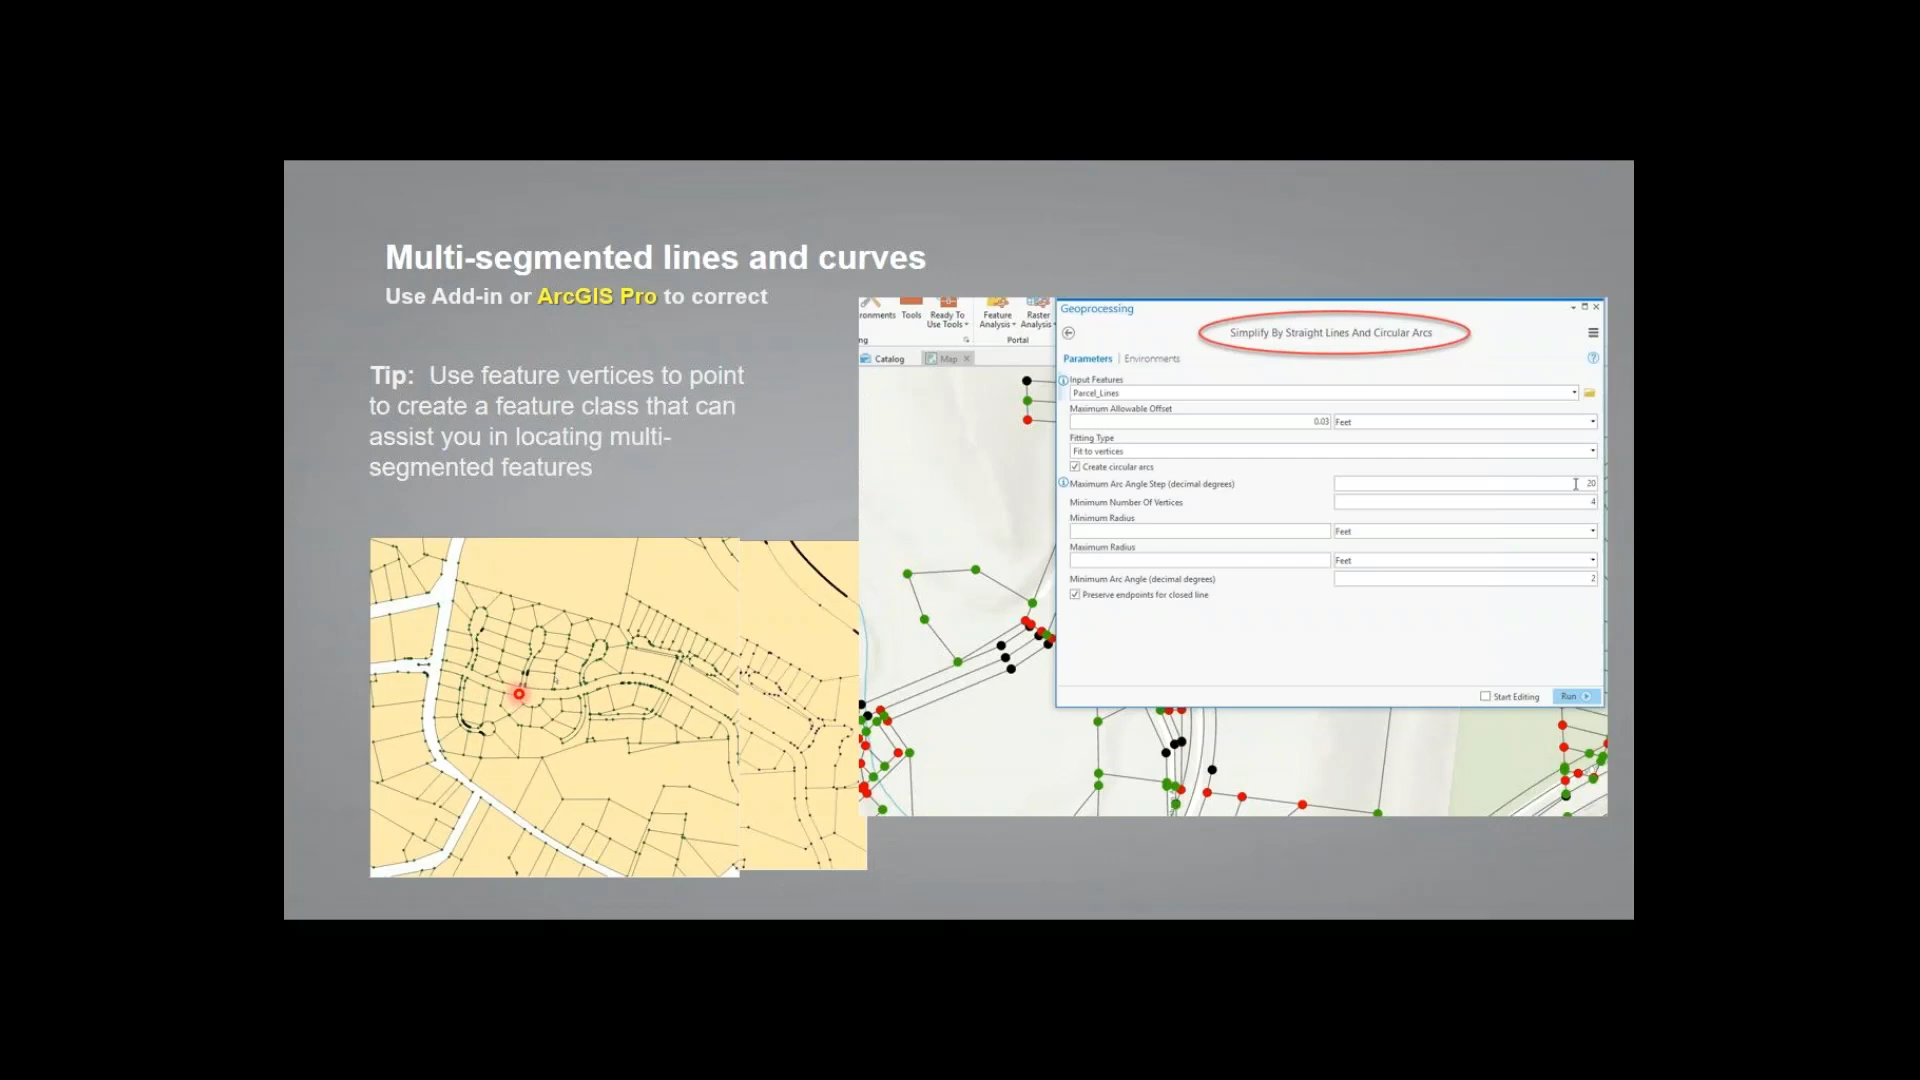 Multi-segmented lines and curves
Use Add-in or ArcGIS Pro to correct
Tip: Use feature vertices to point
to create a feature class that can
assist you in locating multi-
segmented features
ronments Tools Ready To Feature Raster
Use Tools Analysis Analysis
ng Portal
Catalog Map
Geoprocessing
Simplify By Straight Lines And Circular Arcs
Parameters | Environments
Input Features
Parcel_Lines
Maximum Allowable Offset
0.03 Feet
Fitting Type
Fit to vertices
Create circular arcs
Maximum Arc Angle Step (decimal degrees) 20
Minimum Number Of Vertices 4
Minimum Radius
Feet
Maximum Radius
Feet
Minimum Arc Angle (decimal degrees) 2
Preserve endpoints for closed line
Start Editing Run